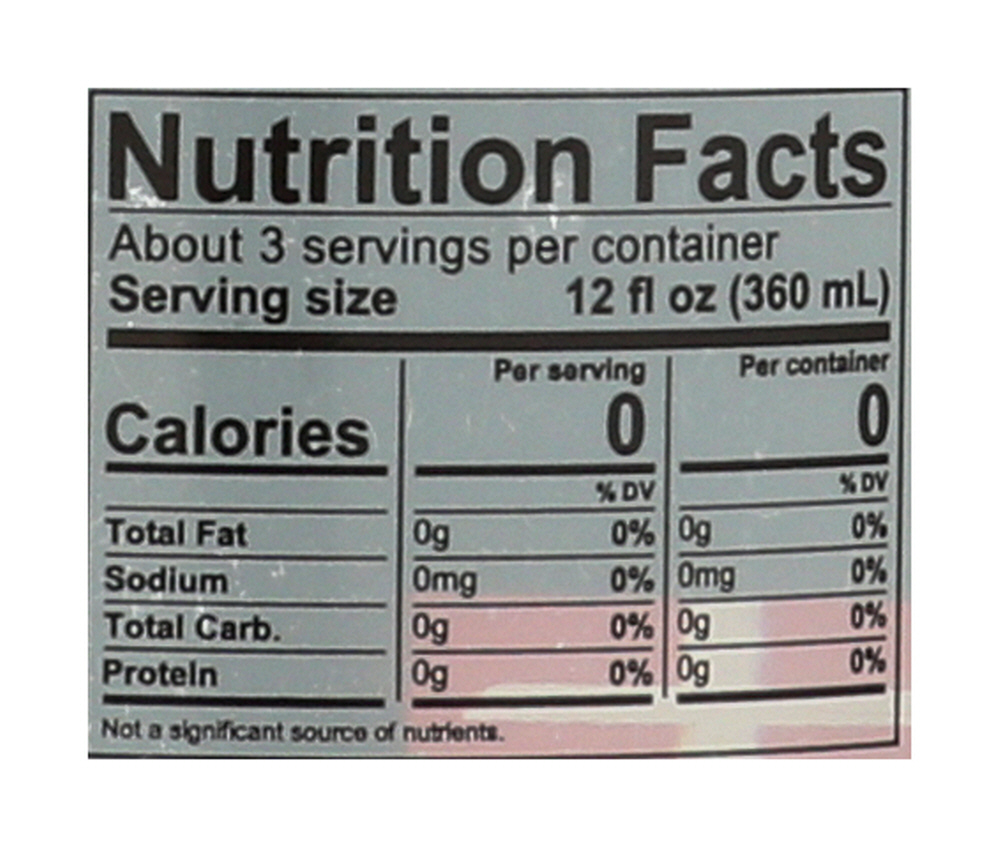 Nutrition Facts
About 3 servings per container
Serving size 12 fl oz (360 mL)
Per serving Per container
Calories 0 0
% DV % DV
Total Fat 0g 0% 0g 0%
Sodium 0mg 0% 0mg 0%
Total Carb. 0g 0% 0g 0%
Protein 0g 0% 0g 0%
Not a significant source of nutrients.